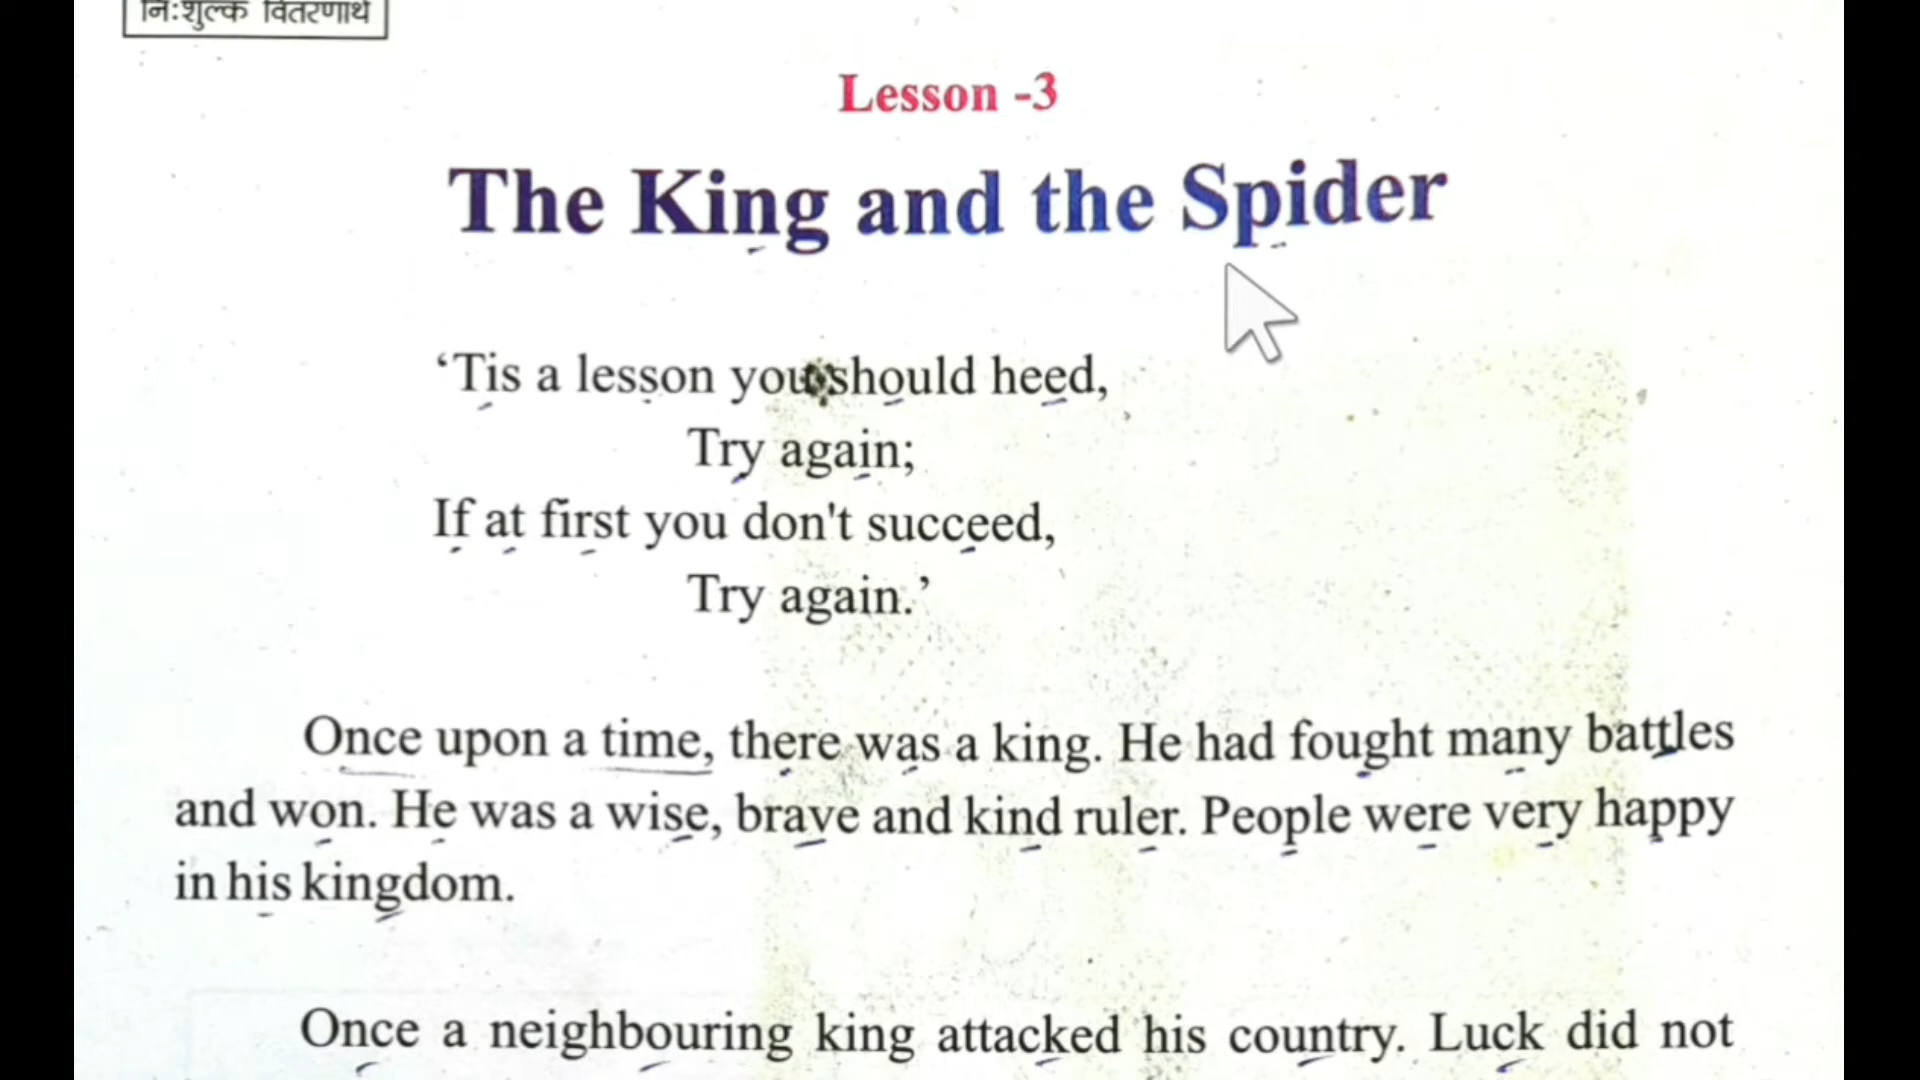 निःशुल्क वितरणार्थ
Lesson -3
The King and the Spider
‘Tis a lesson you should heed,
Try again;
If at first you don't succeed,
Try again.’
Once upon a time, there was a king. He had fought many battles
and won. He was a wise, brave and kind ruler. People were very happy
in his kingdom.
Once a neighbouring king attacked his country. Luck did not